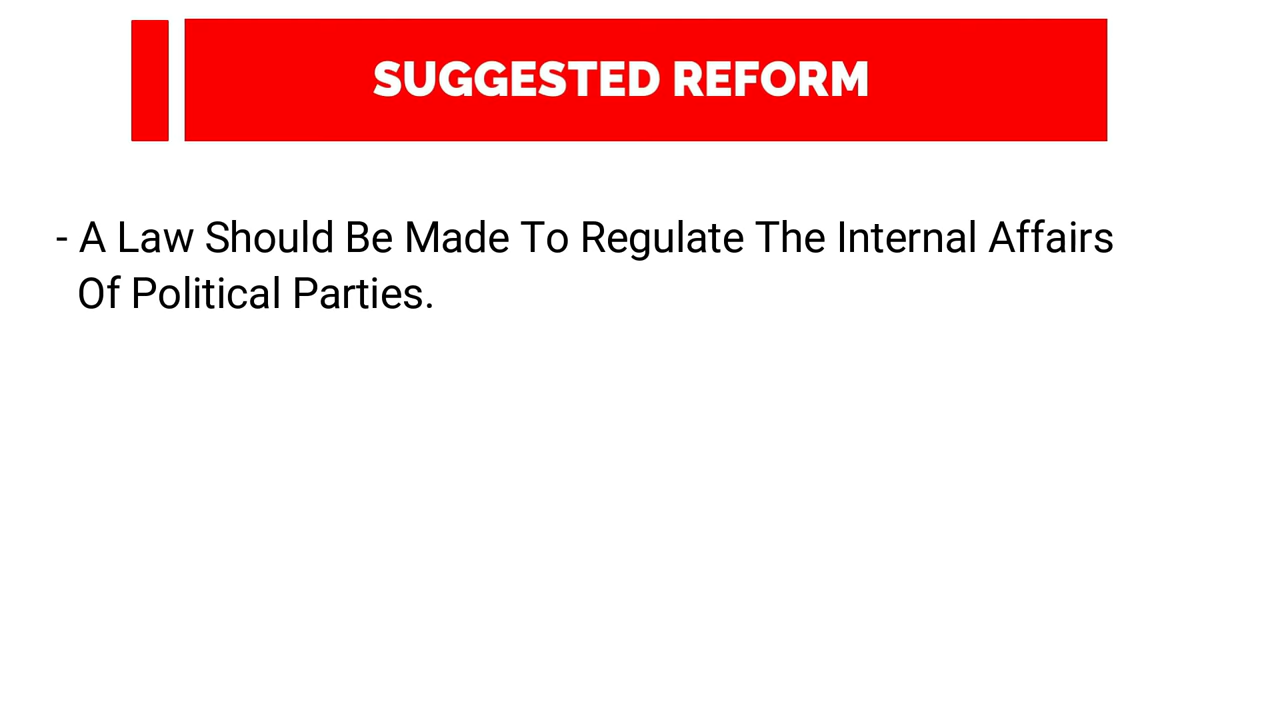 SUGGESTED REFORM
- A Law Should Be Made To Regulate The Internal Affairs
Of Political Parties.